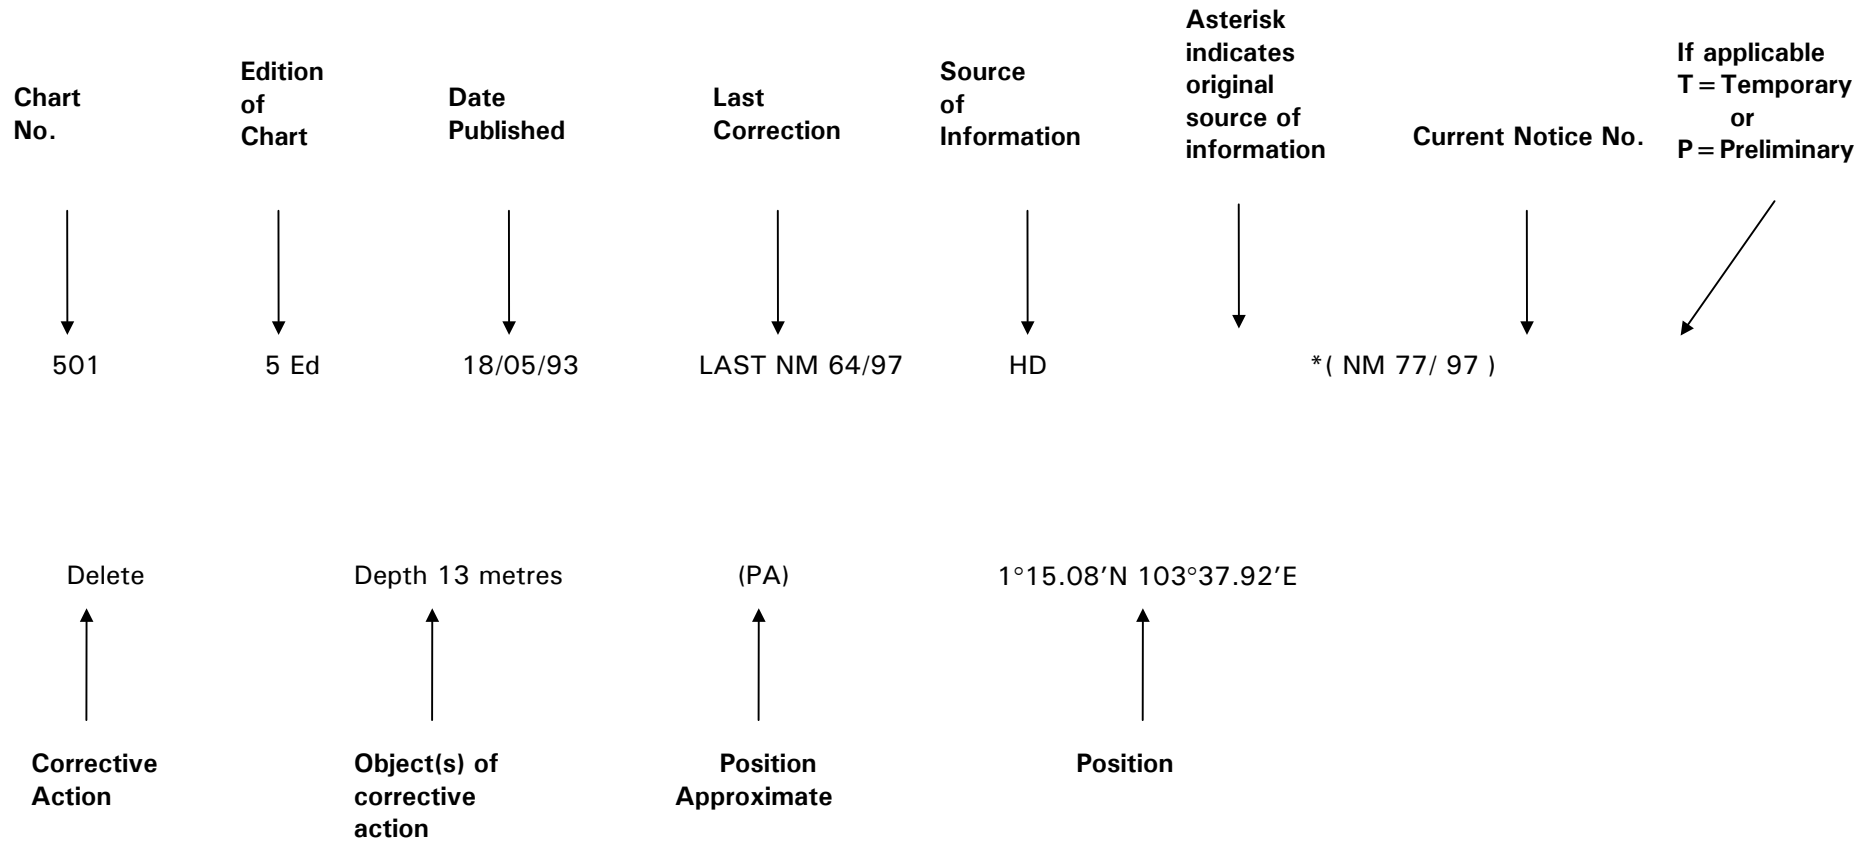 Chart
No.
Edition
of
Chart
Date
Published
Last
Correction
Source
of
Information
Asterisk
indicates
original
source of
information
Current Notice No.
If applicable
T = Temporary
or
P = Preliminary
501 5 Ed 18/05/93 LAST NM 64/97 HD *( NM 77/ 97 )
Delete Depth 13 metres (PA) 1°15.08’N 103°37.92’E
Corrective
Action
Object(s) of
corrective
action
Position
Approximate
Position